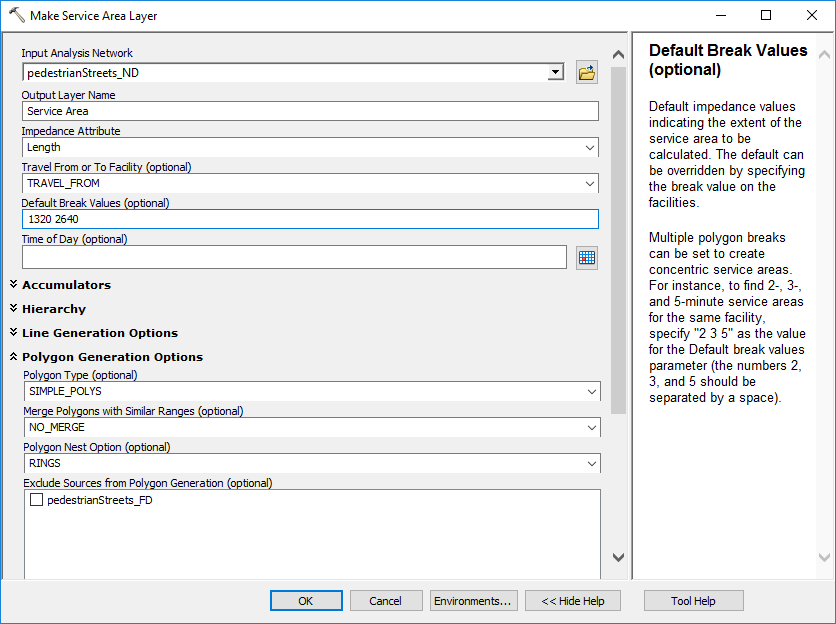 Make Service Area Layer
Input Analysis Network
pedestrianStreets_ND
Output Layer Name
Service Area
Impedance Attribute
Length
Travel From or To Facility (optional)
TRAVEL_FROM
Default Break Values (optional)
1320 2640
Time of Day (optional)
Accumulators
Hierarchy
Line Generation Options
Polygon Generation Options
Polygon Type (optional)
SIMPLE_POLYS
Merge Polygons with Similar Ranges (optional)
NO_MERGE
Polygon Nest Option (optional)
RINGS
Exclude Sources from Polygon Generation (optional)
pedestrianStreets_FD
OK
Cancel
Environments...
<< Hide Help
Default Break Values
(optional)
Default impedance values
indicating the extent of the
service area to be
calculated. The default can
be overridden by specifying
the break value on the
facilities.
Multiple polygon breaks
can be set to create
concentric service areas.
For instance, to find 2-, 3-,
and 5-minute service areas
for the same facility,
specify "2 3 5" as the value
for the Default break values
parameter (the numbers 2,
3, and 5 should be
separated by a space).
Tool Help